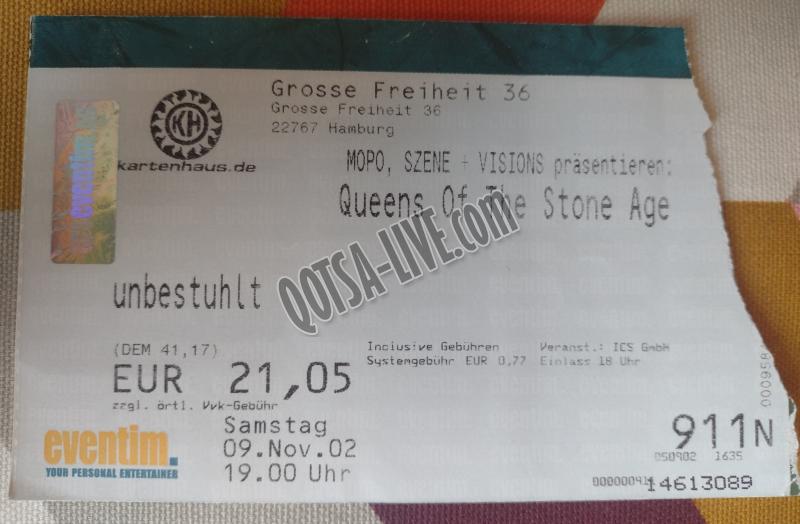 Grosse Freiheit 36
Grosse Freiheit 36
22767 Hamburg
KH
kartenhaus.de
eventim
MOPO, SZENE + VISIONS präsentieren:
Queens Of The Stone Age
QOTSA-LIVE.com
unbestuhlt
(DEM 41,17)
EUR 21,05
zzgl. örtl. Vvk-Gebühr
Inclusive Gebühren
Systemgebühr EUR 0,77
Veranst.: ICS GmbH
Einlass 18 Uhr
000958
eventim.
YOUR PERSONAL ENTERTAINER
Samstag
09.Nov.02
19.00 Uhr
911N
050902 1635
14613089